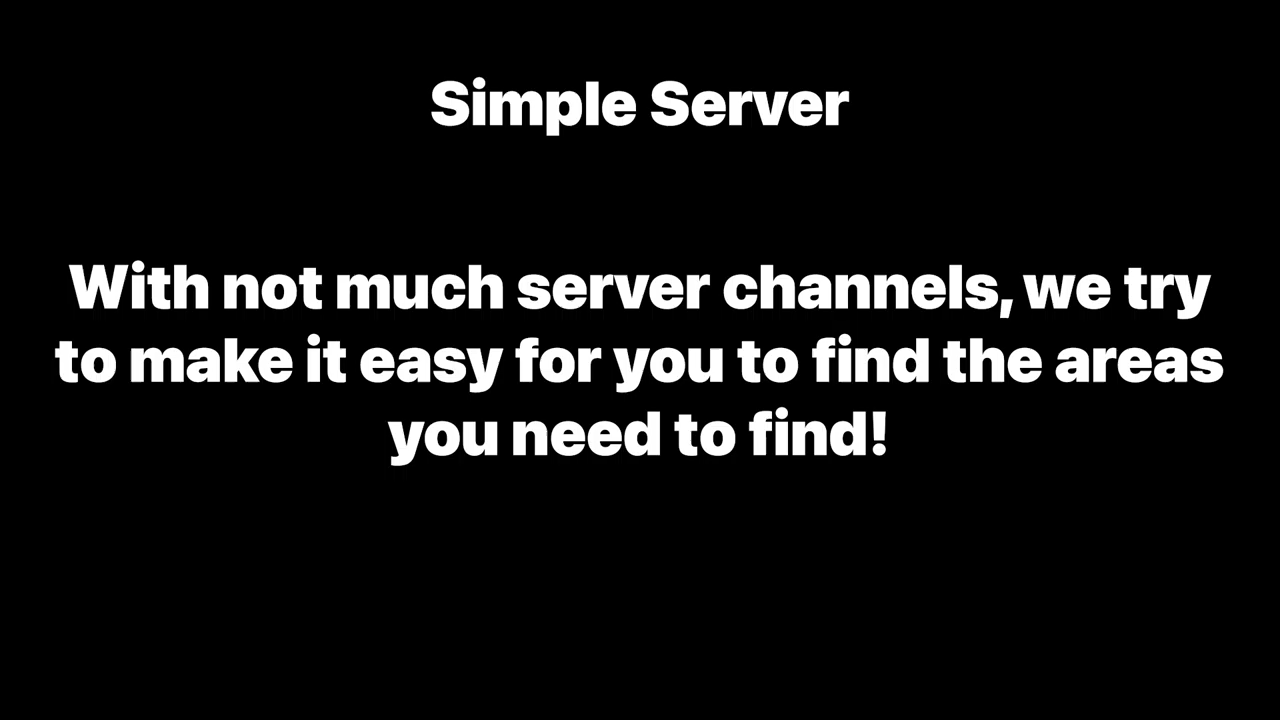 Simple Server
With not much server channels, we try
to make it easy for you to find the areas
you need to find!